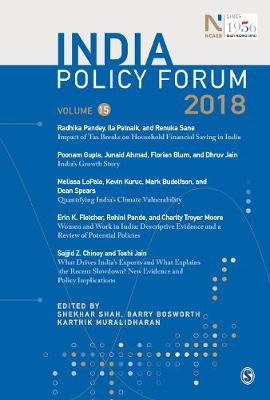 NCAER
SINCE
1956
INDIA
POLICY FORUM
VOLUME 15
2018
Radhika Pandey, Ila Patnaik, and Renuka Sane
Impact of Tax Breaks on Household Financial Saving in India
Poonam Gupta, Junaid Ahmad, Florian Blum, and Dhruv Jain
India's Growth Story
Melissa LoPalo, Kevin Kuruc, Mark Budolfson, and
Dean Spears
Quantifying India's Climate Vulnerability
Erin K. Fletcher, Rohini Pande, and Charity Troyer Moore
Women and Work in India: Descriptive Evidence and a
Review of Potential Policies
Sajjid Z. Chinoy and Toshi Jain
What Drives India's Exports and What Explains
the Recent Slowdown? New Evidence and
Policy Implications
EDITED BY
SHEKHAR SHAH, BARRY BOSWORTH
KARTHIK MURALIDHARAN
SAGE